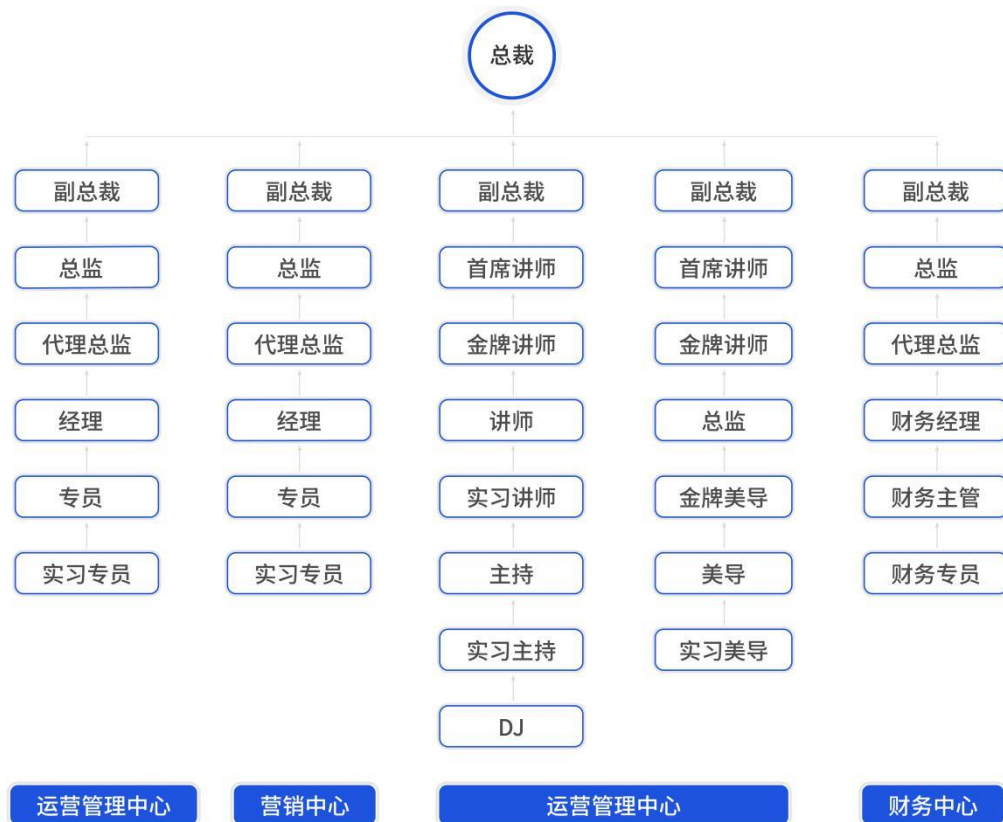 总裁
副总裁 副总裁 副总裁 副总裁 副总裁
总监 总监 首席讲师 首席讲师 总监
代理总监 代理总监 金牌讲师 金牌讲师 代理总监
经理 经理 讲师 总监 财务经理
专员 专员 实习讲师 金牌美导 财务主管
实习专员 实习专员 主持 美导 财务专员
实习主持 实习美导
DJ
运营管理中心 营销中心 运营管理中心 财务中心